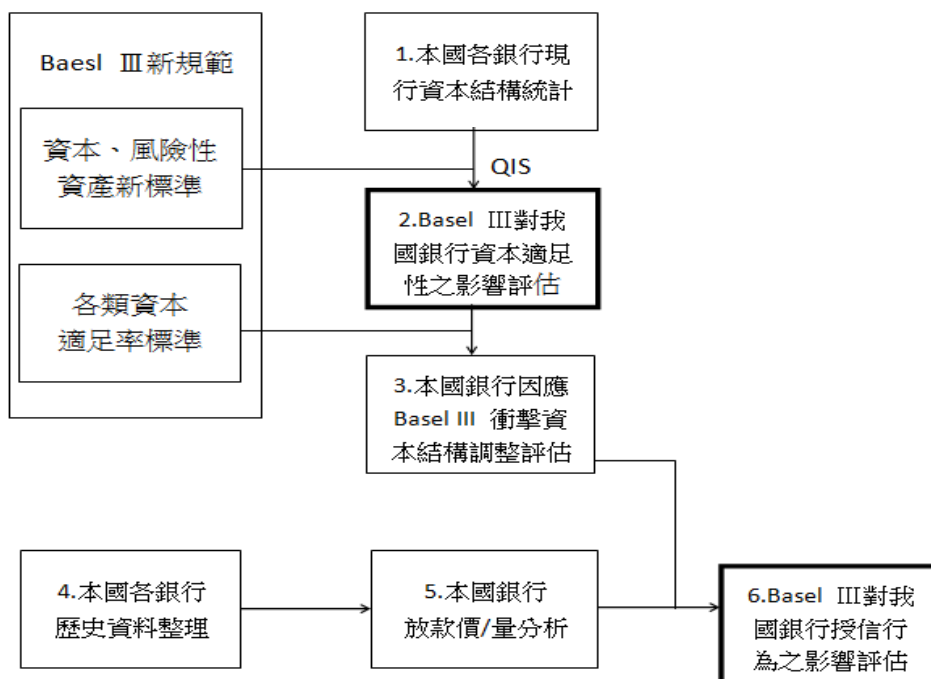 Baesl Ⅲ新規範
資本、風險性
資產新標準
各類資本
適足率標準
1.本國各銀行現
行資本結構統計
QIS
2.Basel Ⅲ對我
國銀行資本適足
性之影響評估
3.本國銀行因應
Basel III 衝擊資
本結構調整評估
4.本國各銀行
歷史資料整理
5.本國銀行
放款價/量分析
6.Basel Ⅲ對我
國銀行授信行
為之影響評估